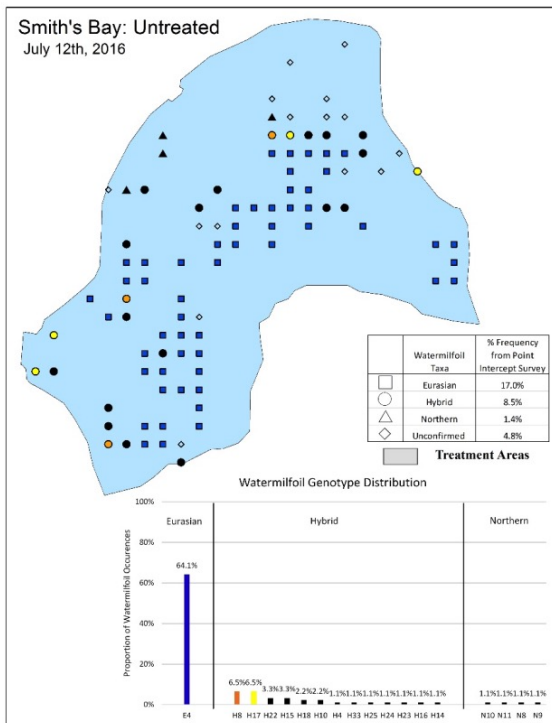 Smith's Bay: Untreated
July 12th, 2016
Watermilfoil Taxa % Frequency from Point Intercept Survey
Eurasian 17.0%
Hybrid 8.5%
Northern 1.4%
Unconfirmed 4.8%
Treatment Areas
Watermilfoil Genotype Distribution
Proportion of Watermilfoil Occurences
100%
80%
60%
40%
20%
0%
Eurasian Hybrid Northern
64.1%
6.5% 6.5% 3.3% 3.3% 2.2% 2.2% 1.1% 1.1% 1.1% 1.1% 1.1% 1.1% 1.1% 1.1% 1.1% 1.1% 1.1%
E4 H8 H17 H22 H15 H18 H10 H4 H33 H25 H24 H23 H16 H14 N10 N11 N8 N9